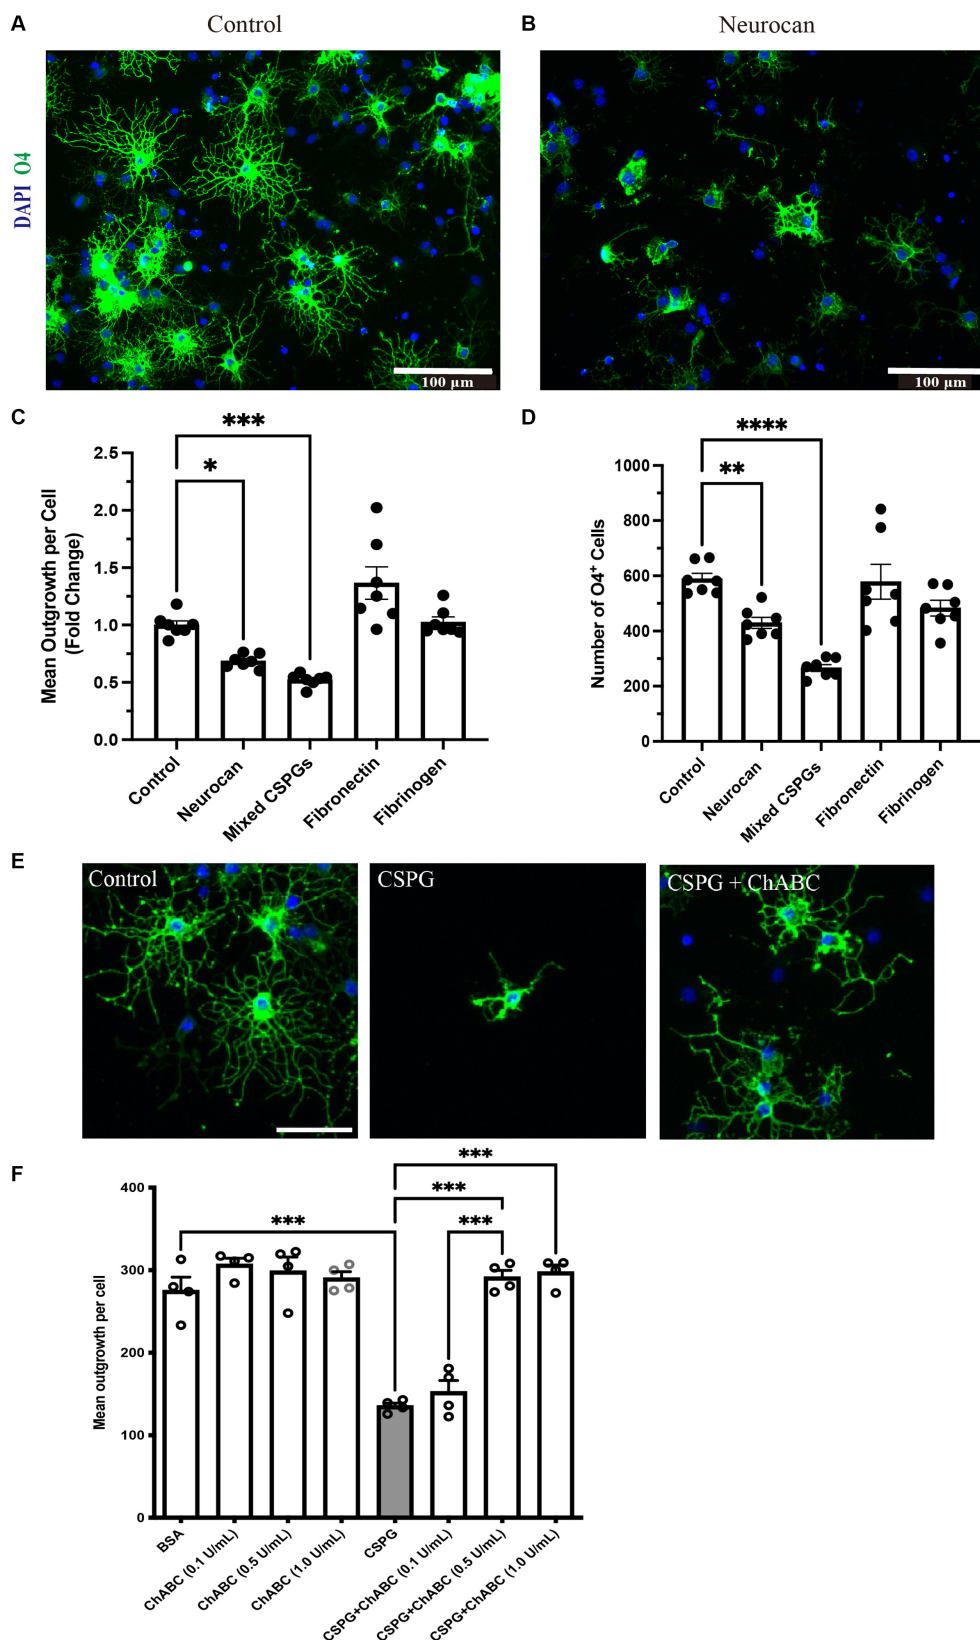 A Control
B Neurocan
DAPI O4
100 µm
100 µm
C
***
*
2.5
2.0
1.5
1.0
0.5
0.0
Mean Outgrowth per Cell
(Fold Change)
Control
Neurocan
Mixed CSPGs
Fibronectin
Fibrinogen
D
****
**
1000
800
600
400
200
0
Number of O4+ Cells
Control
Neurocan
Mixed CSPGs
Fibronectin
Fibrinogen
E
Control
CSPG
CSPG + ChABC
F
***
***
***
***
400
300
200
100
0
Mean outgrowth per cell
BSA
ChABC (0.1 U/mL)
ChABC (0.5 U/mL)
ChABC (1.0 U/mL)
CSPG
CSPG+ChABC (0.1 U/mL)
CSPG+ChABC (0.5 U/mL)
CSPG+ChABC (1.0 U/mL)